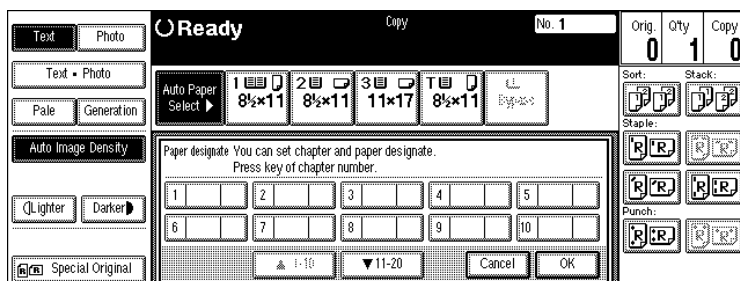 Text Photo
Text • Photo
Pale Generation
Auto Image Density
Lighter Darker
Special Original
Ready Copy No. 1
Auto Paper Select ▶
1 8½×11
2 8½×11
3 11×17
T 8½×11
Bypass
Paper designate You can set chapter and paper designate.
Press key of chapter number.
1 2 3 4 5
6 7 8 9 10
▲ 1-10 ▼11-20 Cancel OK
Orig. Q'ty Copy
0 1 0
Sort: Stack:
Staple:
Punch: